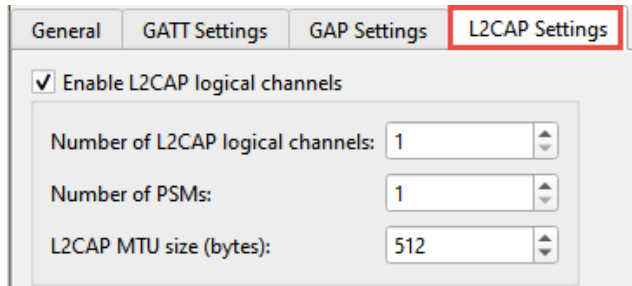 General GATT Settings GAP Settings L2CAP Settings
Enable L2CAP logical channels
Number of L2CAP logical channels: 1
Number of PSMs: 1
L2CAP MTU size (bytes): 512